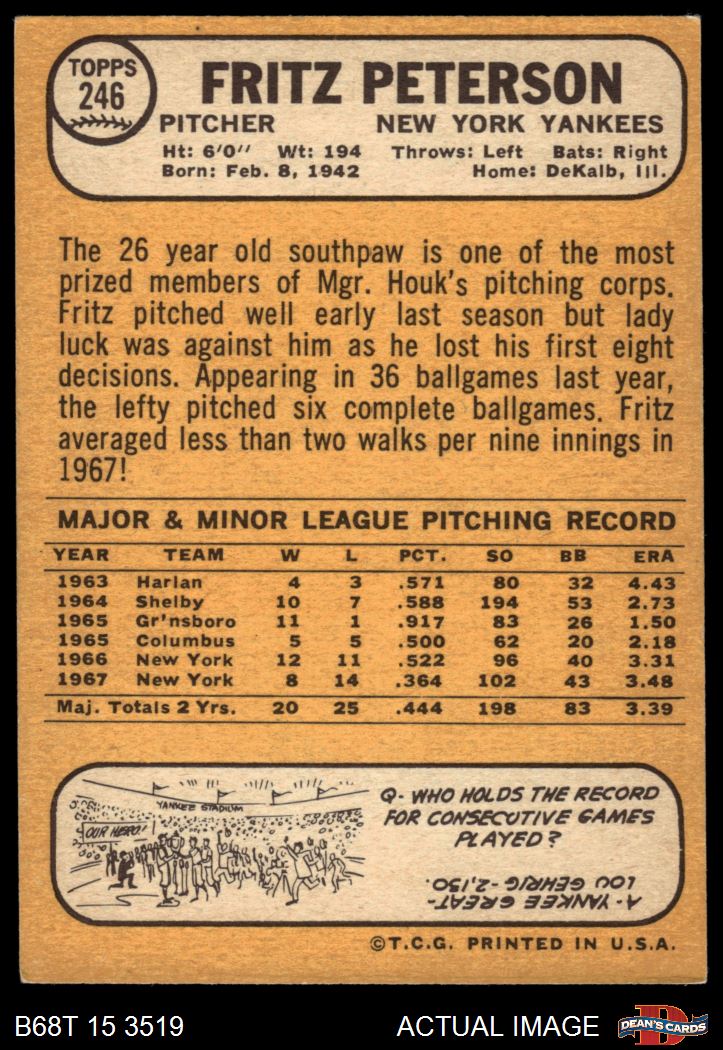 TOPPS
246
FRITZ PETERSON
PITCHER NEW YORK YANKEES
Ht: 6'0" Wt: 194 Throws: Left Bats: Right
Born: Feb. 8, 1942 Home: DeKalb, Ill.
The 26 year old southpaw is one of the most
prized members of Mgr. Houk's pitching corps.
Fritz pitched well early last season but lady
luck was against him as he lost his first eight
decisions. Appearing in 36 ballgames last year,
the lefty pitched six complete ballgames. Fritz
averaged less than two walks per nine innings in
1967!
MAJOR & MINOR LEAGUE PITCHING RECORD
YEAR TEAM W L PCT. SO BB ERA
1963 Harlan 4 3 .571 80 32 4.43
1964 Shelby 10 7 .588 194 53 2.73
1965 Gr'nsboro 11 1 .917 83 26 1.50
1965 Columbus 5 5 .500 62 20 2.18
1966 New York 12 11 .522 96 40 3.31
1967 New York 8 14 .364 102 43 3.48
Maj. Totals 2 Yrs. 20 25 .444 198 83 3.39
YANKEE STADIUM
OUR HERO!
Q- WHO HOLDS THE RECORD
FOR CONSECUTIVE GAMES
PLAYED?
A- YANKEE GREAT-
LOU GEHRIG-2,130.
©T.C.G. PRINTED IN U.S.A.
B68T 15 3519 ACTUAL IMAGE
D
DEAN'S CARDS